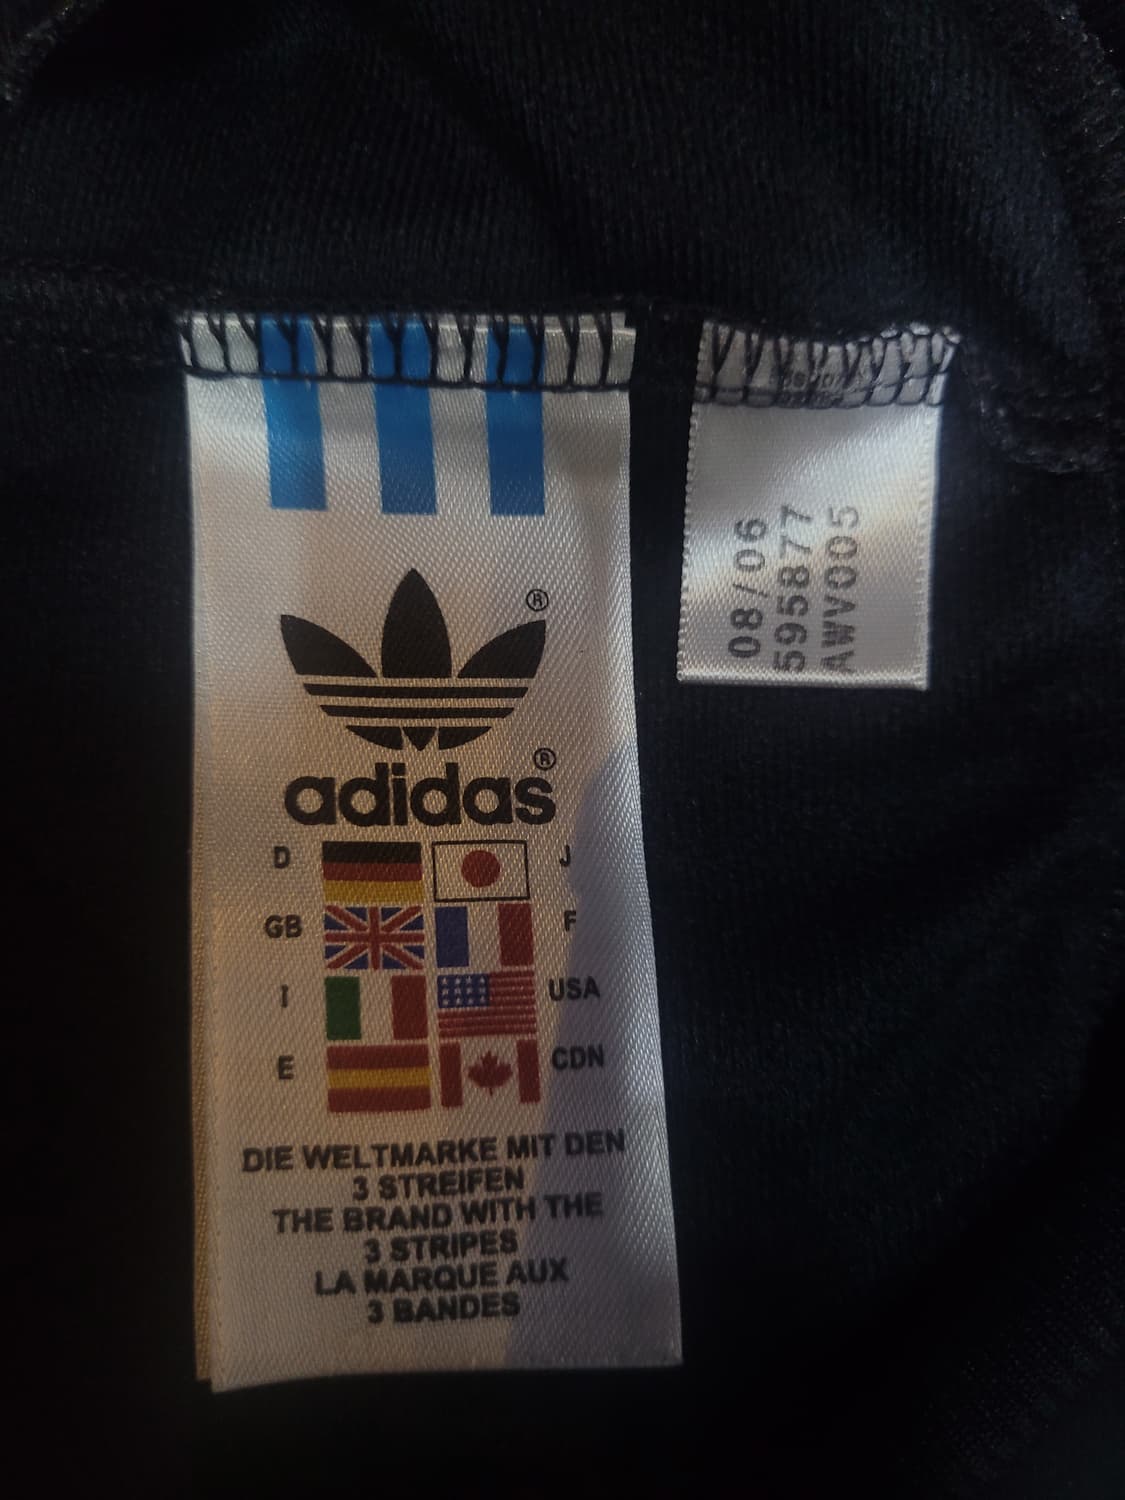 ®
®
adidas
D J
GB F
I USA
E CDN
DIE WELTMARKE MIT DEN
3 STREIFEN
THE BRAND WITH THE
3 STRIPES
LA MARQUE AUX
3 BANDES
08/06
595877
AWV005